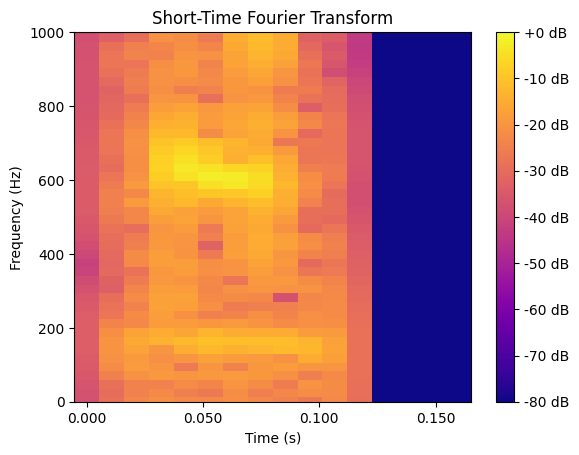 Short-Time Fourier Transform
1000
800
600
400
200
0
Frequency (Hz)
0.000
0.050
0.100
0.150
Time (s)
+0 dB
-10 dB
-20 dB
-30 dB
-40 dB
-50 dB
-60 dB
-70 dB
-80 dB